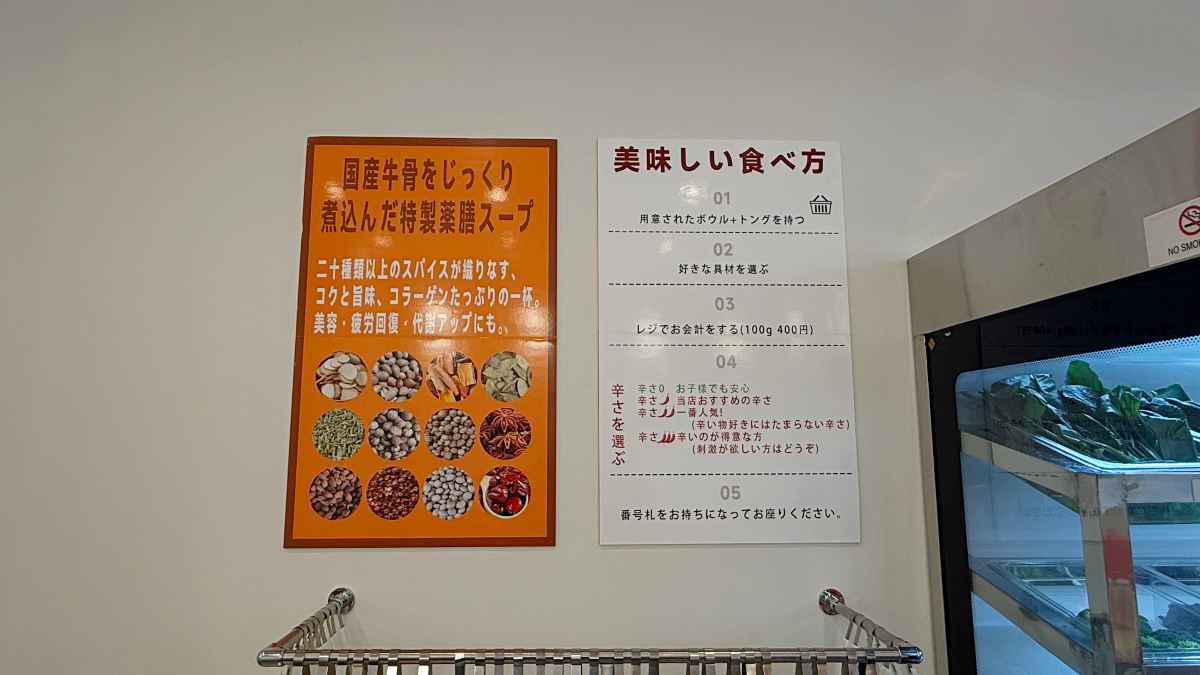 国産牛骨をじっくり
煮込んだ特製薬膳スープ
二十種類以上のスパイスが織りなす、
コクと旨味、コラーゲンたっぷりの一杯。
美容・疲労回復・代謝アップにも。、
美味しい食べ方
01
用意されたボウル+トングを持つ
02
好きな具材を選ぶ
03
レジでお会計をする(100g 400円)
04
辛さを選ぶ
辛さ0 お子様でも安心
辛さ 当店おすすめの辛さ
辛さ 一番人気!
(辛い物好きにはたまらない辛さ)
辛さ 辛いのが得意な方
(刺激が欲しい方はどうぞ)
05
番号札をお持ちになってお座りください。
NO SMO